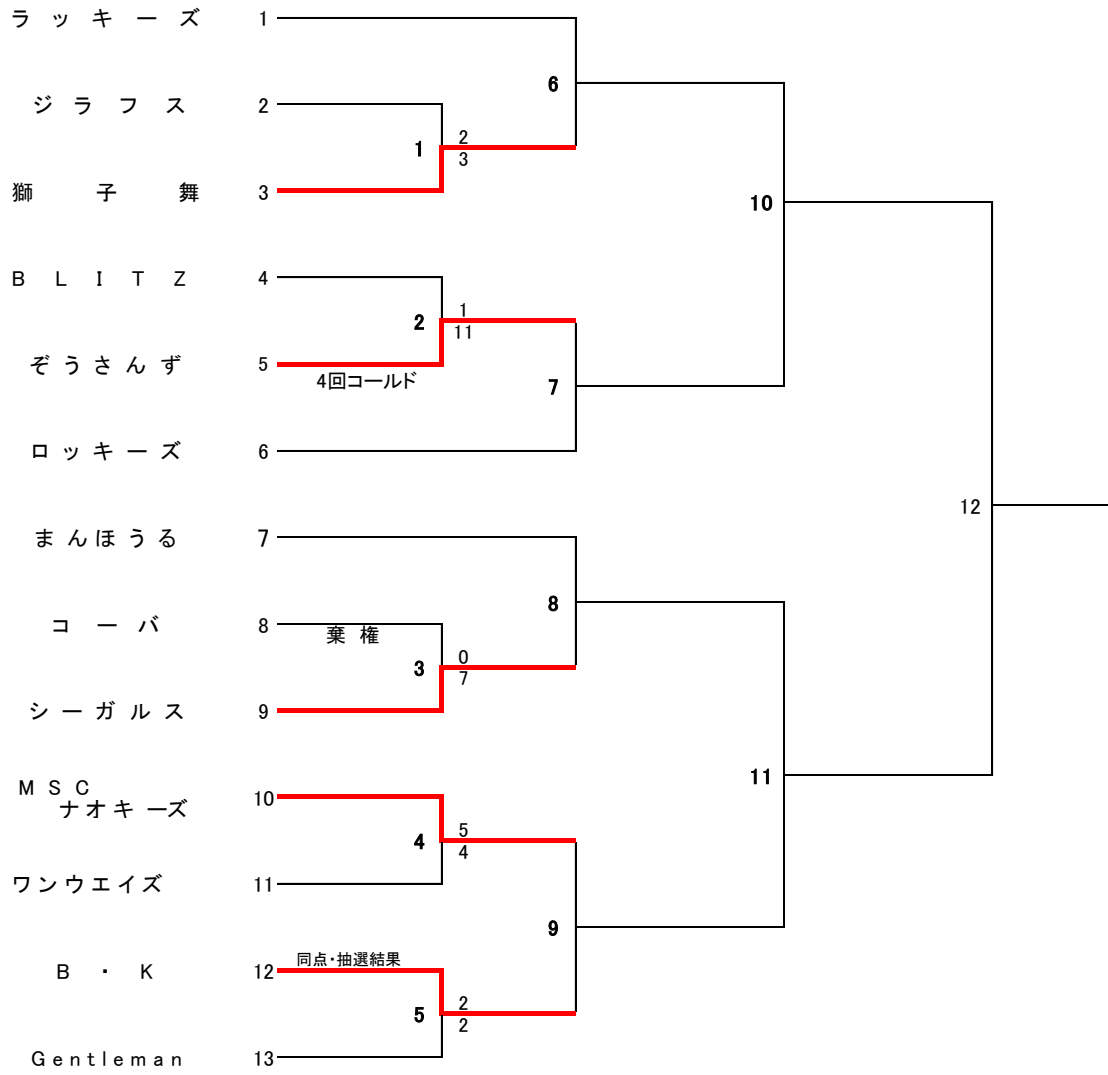 ラッキーズ 1
6
ジラフス 2
2
1
3
獅子舞 3
10
BLITZ 4
1
2
11
ぞうさんず 5
4回コールド
7
ロッキーズ 6
12
まんほうる 7
8
コーバ 8
棄権
0
3
7
シーガルス 9
11
MSC
ナオキーズ 10
5
4
4
ワンウエイズ 11
9
同点・抽選結果
B・K 12
2
5
2
Gentleman 13